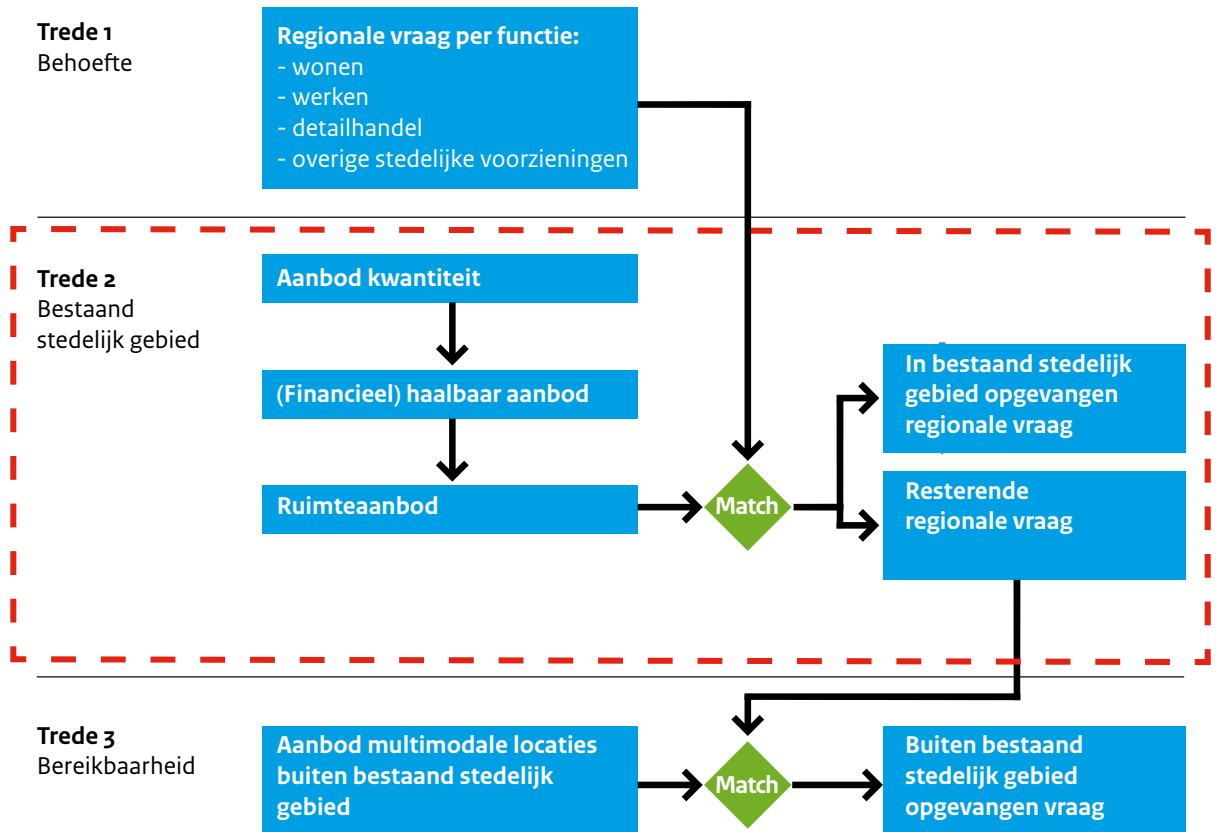 Trede 1
Behoefte
Regionale vraag per functie:
- wonen
- werken
- detailhandel
- overige stedelijke voorzieningen
Trede 2
Bestaand
stedelijk gebied
Aanbod kwantiteit
(Financieel) haalbaar aanbod
Ruimteaanbod
Match
In bestaand stedelijk
gebied opgevangen
regionale vraag
Resterende
regionale vraag
Trede 3
Bereikbaarheid
Aanbod multimodale locaties
buiten bestaand stedelijk
gebied
Match
Buiten bestaand
stedelijk gebied
opgevangen vraag